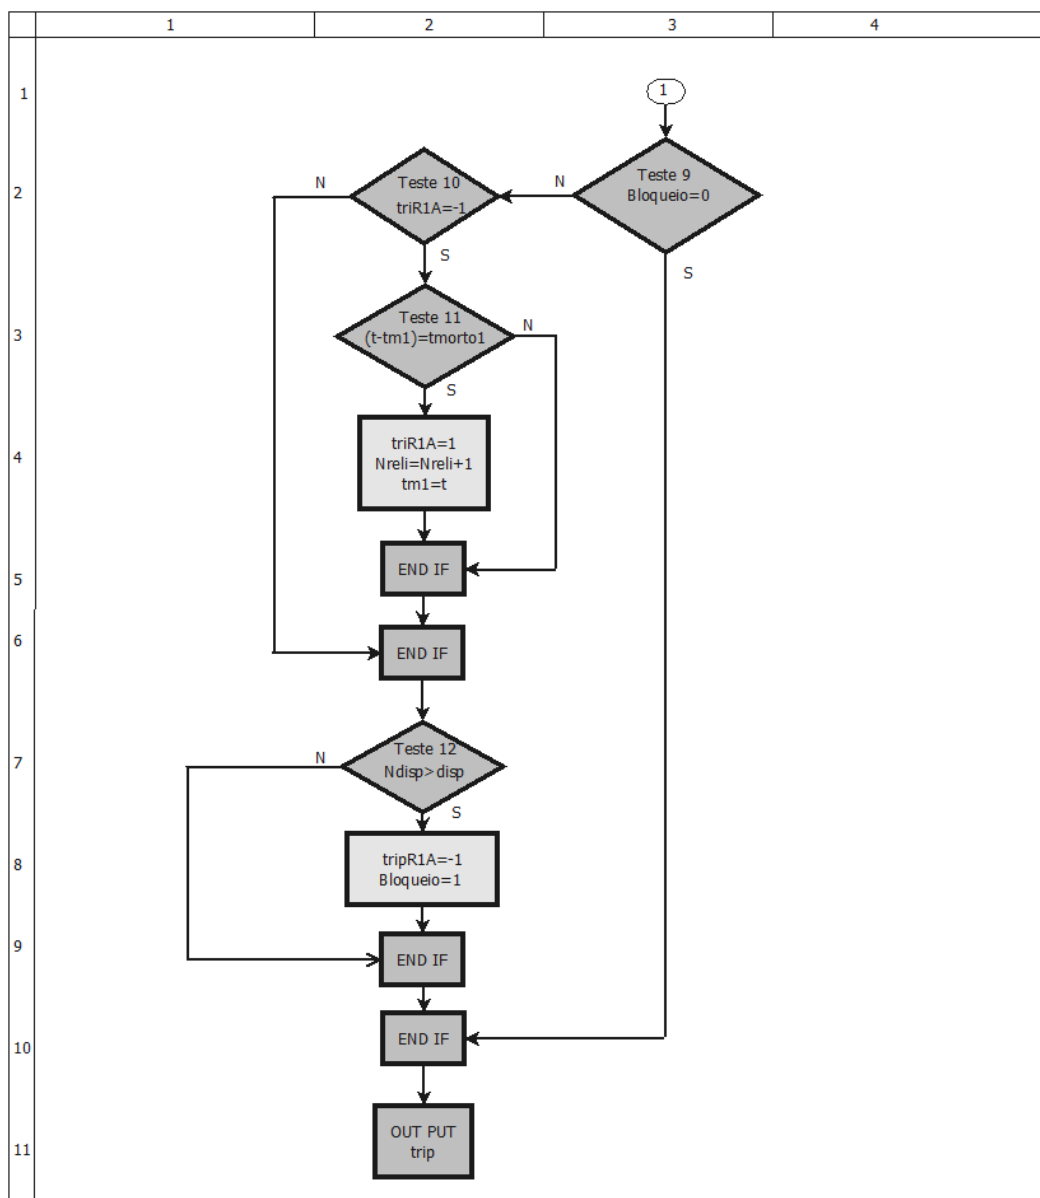 1
2
3
4
1
1
2
N
Teste 10
triR1A=-1
N
Teste 9
Bloqueio=0
S
S
3
Teste 11
(t-tm1)=tmorto1
N
S
4
triR1A=1
Nreli=Nreli+1
tm1=t
5
END IF
6
END IF
7
N
Teste 12
Ndisp>disp
S
8
tripR1A=-1
Bloqueio=1
9
END IF
10
END IF
11
OUT PUT
trip